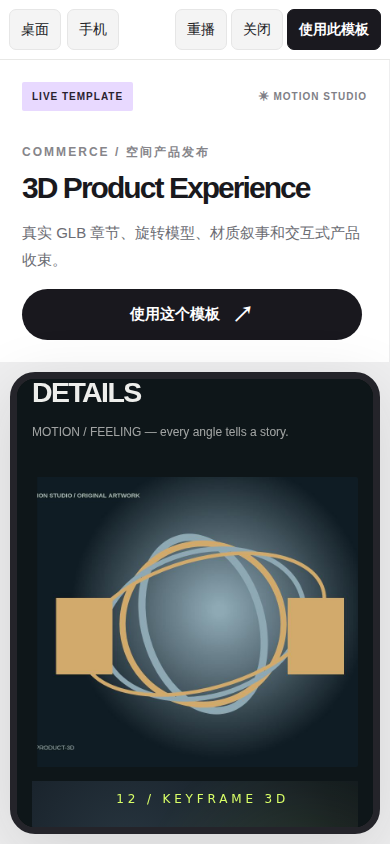 桌面 手机 重播 关闭 使用此模板
LIVE TEMPLATE ☀ MOTION STUDIO
COMMERCE / 空间产品发布
3D Product Experience
真实 GLB 章节、旋转模型、材质叙事和交互式产品
收束。
使用这个模板 ↗
DETAILS
MOTION / FEELING — every angle tells a story.
ION STUDIO / ORIGINAL ARTWORK
PRODUCT-3D
12 / KEYFRAME 3D